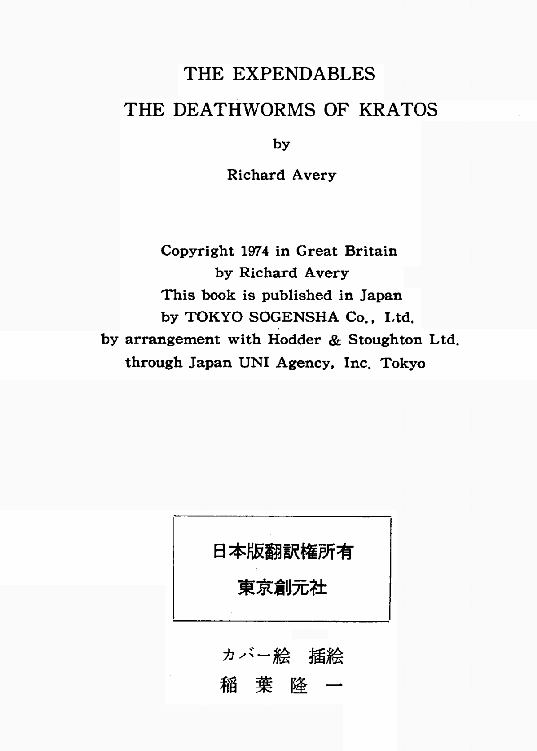 THE EXPENDABLES
THE DEATHWORMS OF KRATOS
by
Richard Avery
Copyright 1974 in Great Britain
by Richard Avery
This book is published in Japan
by TOKYO SOGENSHA Co., Ltd.
by arrangement with Hodder & Stoughton Ltd.
through Japan UNI Agency, Inc. Tokyo
日本版翻訳権所有
東京創元社
カバー絵 挿絵
稲葉隆一